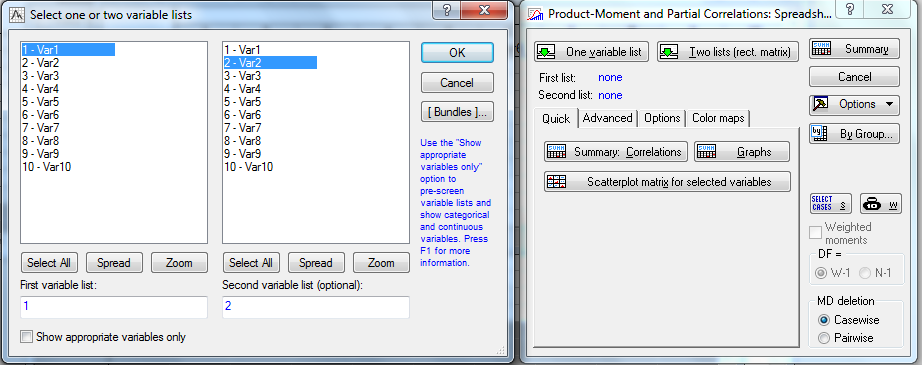 Select one or two variable lists
1 - Var1
2 - Var2
3 - Var3
4 - Var4
5 - Var5
6 - Var6
7 - Var7
8 - Var8
9 - Var9
10 - Var10
1 - Var1
2 - Var2
3 - Var3
4 - Var4
5 - Var5
6 - Var6
7 - Var7
8 - Var8
9 - Var9
10 - Var10
OK
Cancel
[ Bundles ]...
Use the "Show
appropriate
variables only"
option to
pre-screen
variable lists and
show categorical
and continuous
variables. Press
F1 for more
information.
Select All
Spread
Zoom
Select All
Spread
Zoom
First variable list:
Second variable list (optional):
1
2
Show appropriate variables only
Product-Moment and Partial Correlations: Spreadsh...
One variable list
Two lists (rect. matrix)
First list: none
Second list: none
Quick
Advanced
Options
Color maps
Summary: Correlations
Graphs
Scatterplot matrix for selected variables
Summary
Cancel
Options
By Group...
SELECT
CASES
S
W
Weighted
moments
DF =
W-1
N-1
MD deletion
Casewise
Pairwise